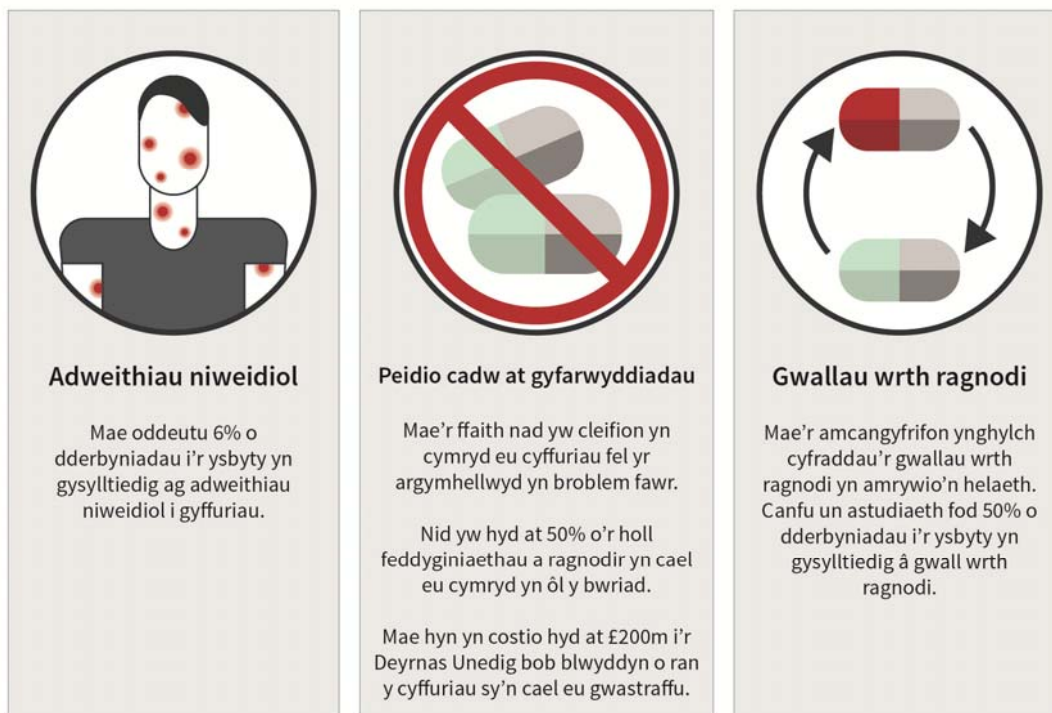 Adweithiau niweidiol
Mae oddeutu 6% o
dderbyniadau i'r ysbyty yn
gysylltiedig ag adweithiau
niweidiol i gyffuriau.
Peidio cadw at gyfarwyddiadau
Mae'r ffaith nad yw cleifion yn
cymryd eu cyffuriau fel yr
argymhellwyd yn broblem fawr.
Nid yw hyd at 50% o'r holl
feddyginiaethau a ragnodir yn cael
eu cymryd yn ôl y bwriad.
Mae hyn yn costio hyd at £200m i'r
Deyrnas Unedig bob blwyddyn o ran
y cyffuriau sy'n cael eu gwastraffu.
Gwallau wrth ragnodi
Mae'r amcangyfrifon ynghylch
cyfraddau'r gwallau wrth
ragnodi yn amrywio'n helaeth.
Canfu un astudiaeth fod 50% o
dderbyniadau i'r ysbyty yn
gysylltiedig â gwall wrth
ragnodi.